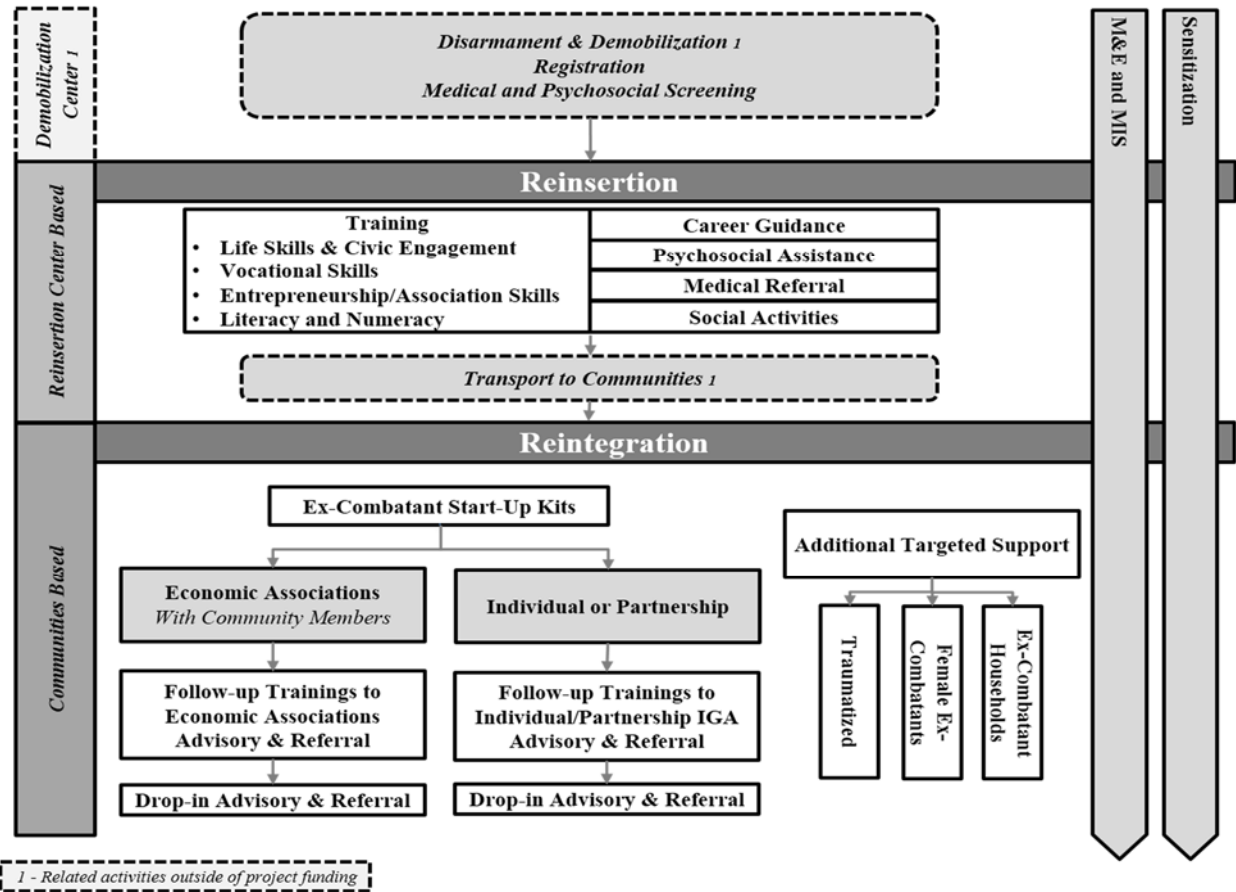 Demobilization
Center 1
Disarmament & Demobilization 1
Registration
Medical and Psychosocial Screening
M&E and MIS
Sensitization
Reinsertion Center Based
Reinsertion
Training
• Life Skills & Civic Engagement
• Vocational Skills
• Entrepreneurship/Association Skills
• Literacy and Numeracy
Career Guidance
Psychosocial Assistance
Medical Referral
Social Activities
Transport to Communities 1
Communities Based
Reintegration
Ex-Combatant Start-Up Kits
Economic Associations
With Community Members
Individual or Partnership
Follow-up Trainings to
Economic Associations
Advisory & Referral
Follow-up Trainings to
Individual/Partnership IGA
Advisory & Referral
Drop-in Advisory & Referral
Drop-in Advisory & Referral
Additional Targeted Support
Traumatized
Female Ex-
Combatants
Ex-Combatant
Households
1 - Related activities outside of project funding